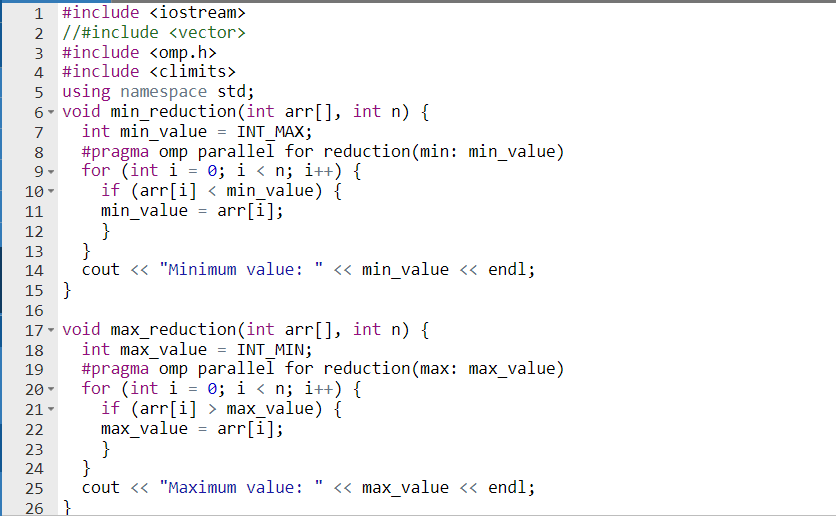 1 #include <iostream>
2 //#include <vector>
3 #include <omp.h>
4 #include <climits>
5 using namespace std;
6 void min_reduction(int arr[], int n) {
7   int min_value = INT_MAX;
8   #pragma omp parallel for reduction(min: min_value)
9   for (int i = 0; i < n; i++) {
10     if (arr[i] < min_value) {
11     min_value = arr[i];
12     }
13   }
14   cout << "Minimum value: " << min_value << endl;
15 }
16
17 void max_reduction(int arr[], int n) {
18   int max_value = INT_MIN;
19   #pragma omp parallel for reduction(max: max_value)
20   for (int i = 0; i < n; i++) {
21     if (arr[i] > max_value) {
22     max_value = arr[i];
23     }
24   }
25   cout << "Maximum value: " << max_value << endl;
26 }